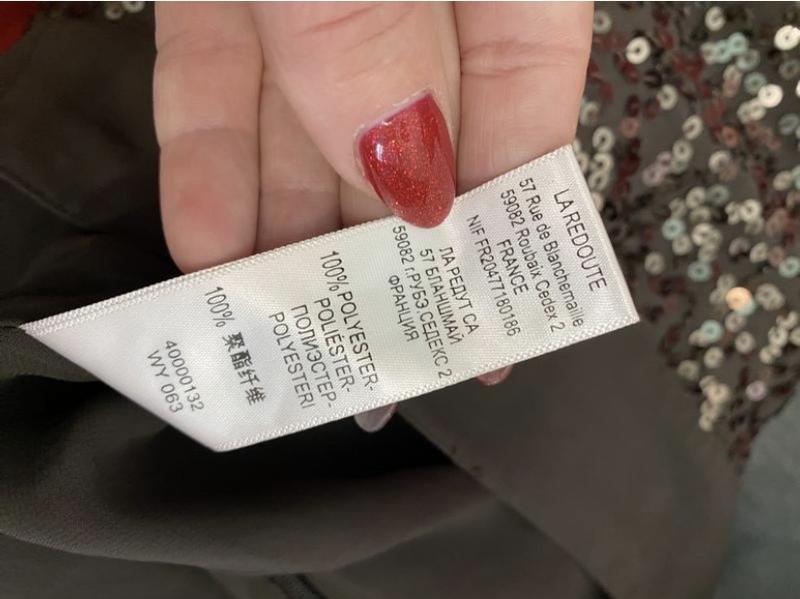 LA REDOUTE
57 Rue de Blanchemaille
59082 Roubaix Cedex 2
FRANCE
NIF FR20477180186
ЛА РЕДУТ СА
57 БЛАНШМАЙ
59082 г.РУБЭ.СЕДЕКС 2
ФРАНЦИЯ
100% POLYESTER-
POLIÉSTER-
ПОЛИЭСТЕР-
POLYESTERI
100% 聚酯纤维
40000132
WY 063